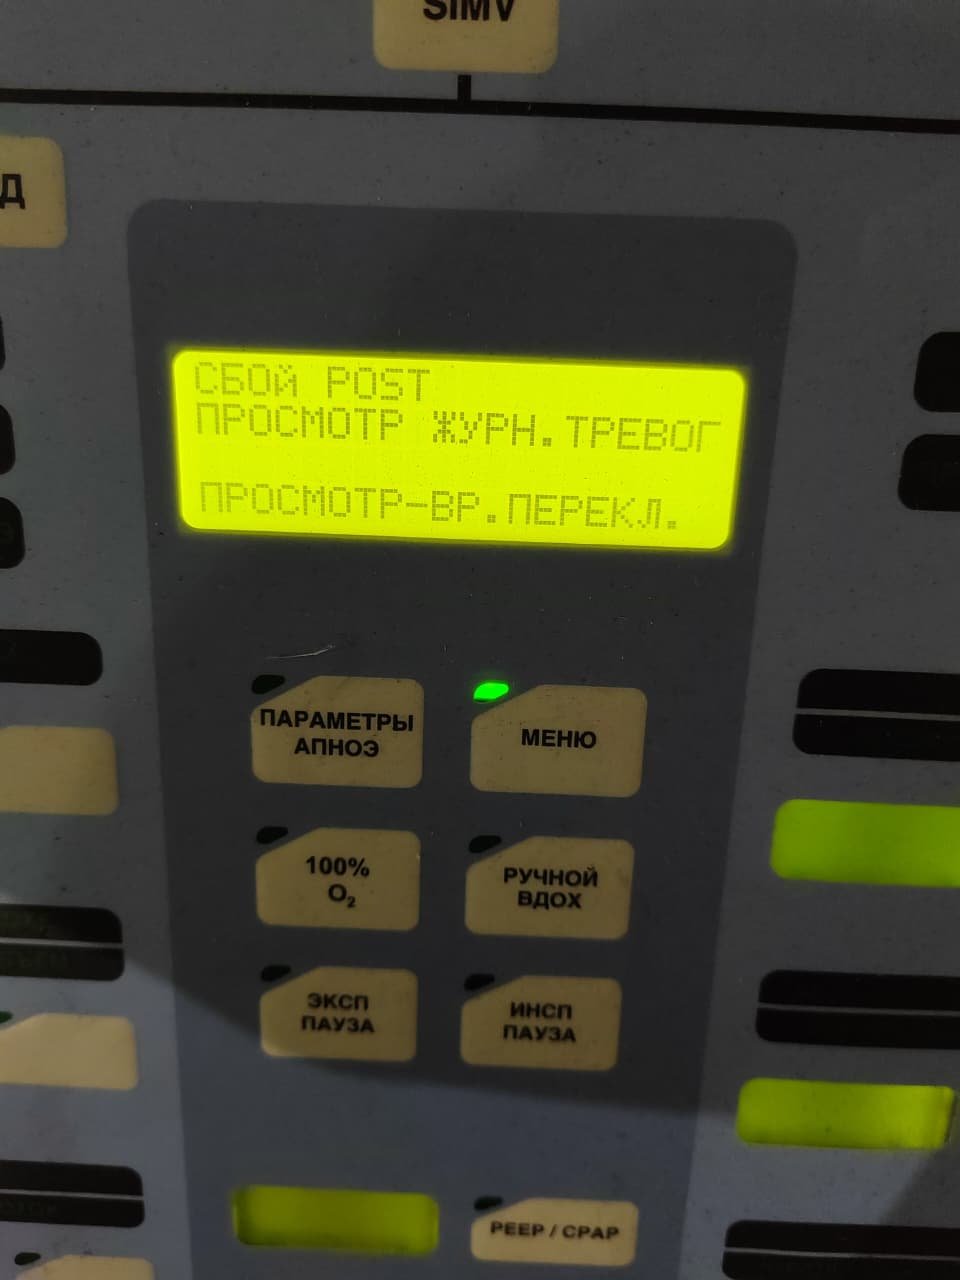 SIMV
СБОЙ POST
ПРОСМОТР ЖУРН.ТРЕВОГ
ПРОСМОТР-ВР.ПЕРЕКЛ.
ПАРАМЕТРЫ
АПНОЭ
МЕНЮ
100%
O₂
РУЧНОЙ
ВДОХ
ЭКСП
ПАУЗА
ИНСП
ПАУЗА
PEEP / CPAP